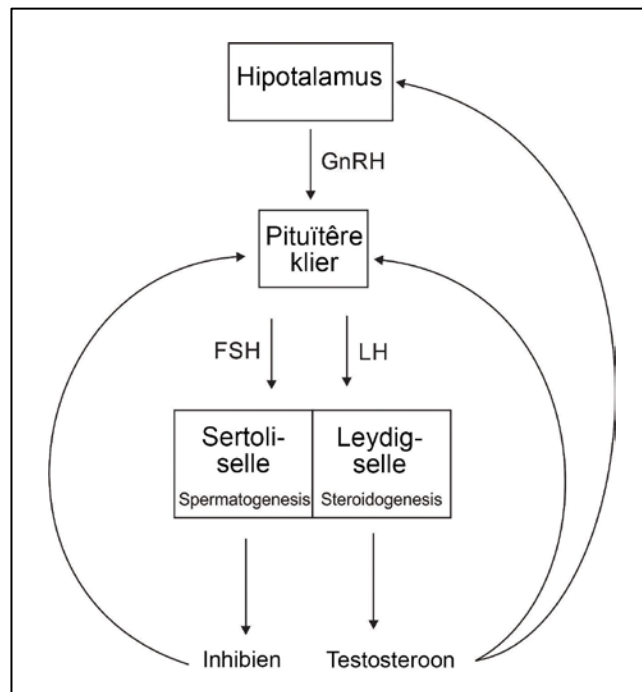 Hipotalamus
GnRH
Pituïtêre
klier
FSH
LH
Sertoli-
selle
Spermatogenesis
Leydig-
selle
Steroidogenesis
Inhibien
Testosteroon